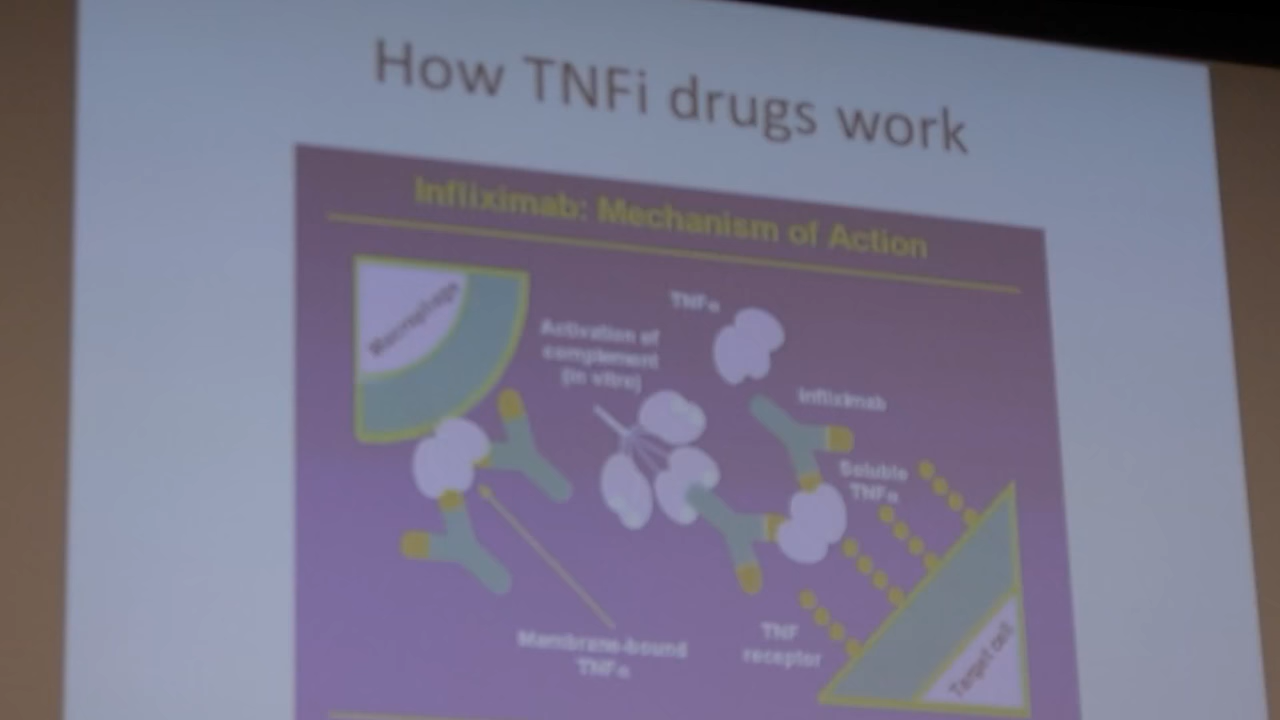 How TNFi drugs work
Infliximab: Mechanism of Action
Macrophage
Activation of
complement
(in vitro)
TNFα
Infliximab
Soluble
TNFα
Membrane-bound
TNFα
TNF
receptor
Target cell